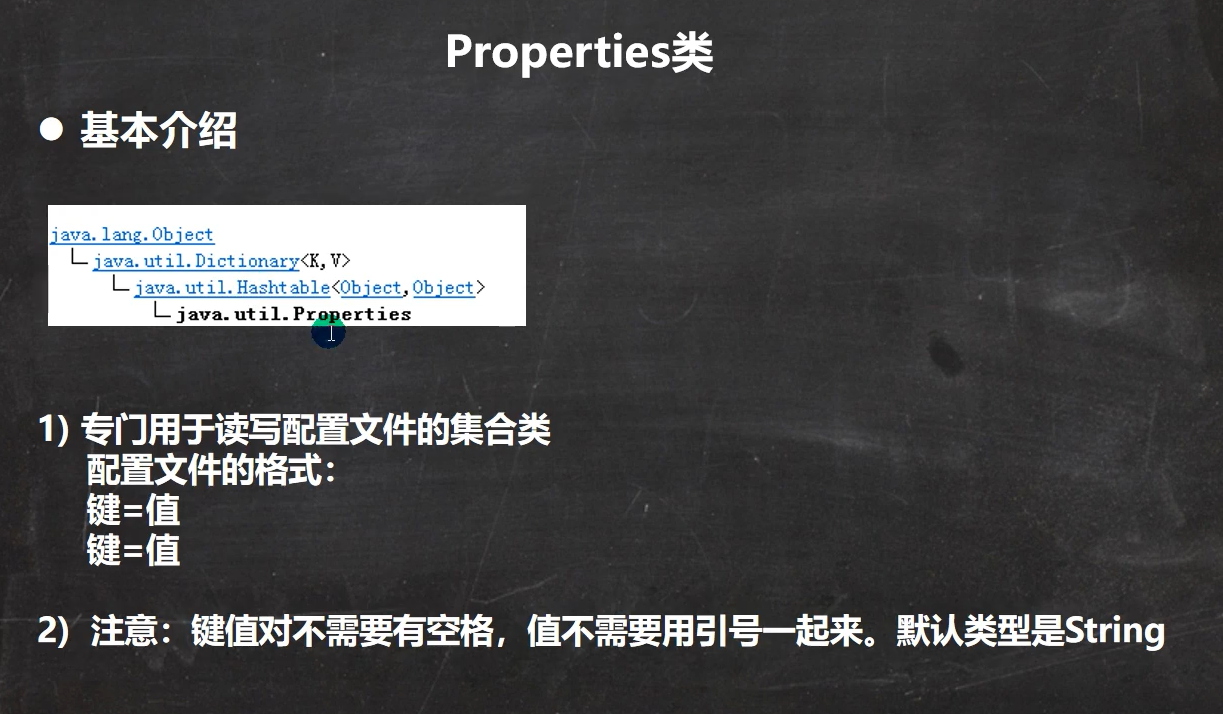 Properties类
● 基本介绍
java.lang.Object
java.util.Dictionary<K,V>
java.util.Hashtable<Object,Object>
java.util.Properties
1) 专门用于读写配置文件的集合类
配置文件的格式：
键=值
键=值
2) 注意：键值对不需要有空格，值不需要用引号一起来。默认类型是String